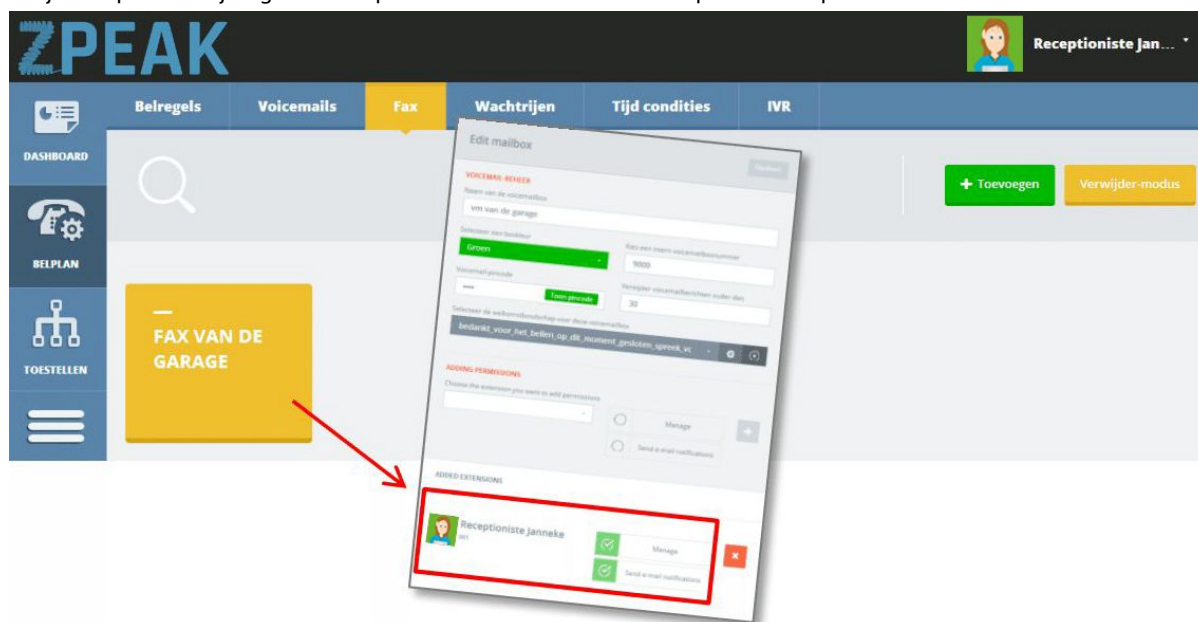 ZPEAK
Receptioniste Jan...
Belregels Voicemails Fax Wachtrijen Tijd condities IVR
DASHBOARD
+ Toevoegen Verwijder-modus
BELPLAN
FAX VAN DE
GARAGE
TOESTELLEN
Edit mailbox
VOICEMAIL-BEHEER
Naam van de voicemailbox
vm van de garage
Selecteer een boxkleur
Groen
Kies een intern voicemailboxnummer
9000
Voicemail-pincode
Toon pincode
Verwijder voicemailberichten ouder dan
30
Selecteer de welkomstboodschap voor deze voicemailbox
bedankt_voor_het_bellen_op_dit_moment_gesloten_spreek_vc
ADDING PERMISSIONS
Choose the extension you want to add permissions
Manage
Send e-mail notifications
ADDED EXTENSIONS
Receptioniste Janneke
Manage
Send e-mail notifications